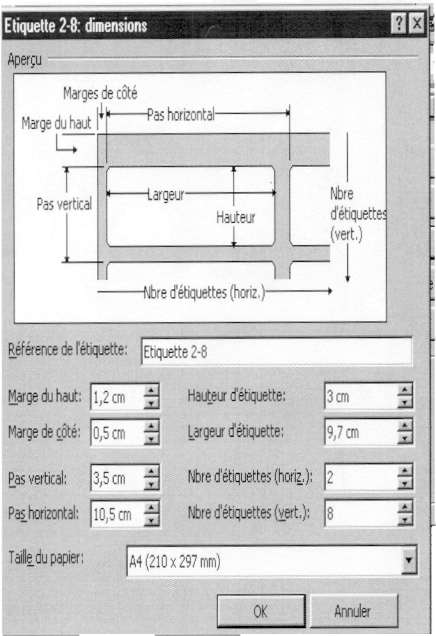 Etiquette 2-8: dimensions
Aperçu
Marges de côté
Pas horizontal
Marge du haut
Largeur
Pas vertical
Hauteur
Nbre
d'étiquettes
(vert.)
Nbre d'étiquettes (horiz.)
Référence de l'étiquette: Etiquette 2-8
Marge du haut: 1,2 cm Hauteur d'étiquette: 3 cm
Marge de côté: 0,5 cm Largeur d'étiquette: 9,7 cm
Pas vertical: 3,5 cm Nbre d'étiquettes (horiz.): 2
Pas horizontal: 10,5 cm Nbre d'étiquettes (vert.): 8
Taille du papier: A4 (210 x 297 mm)
OK Annuler